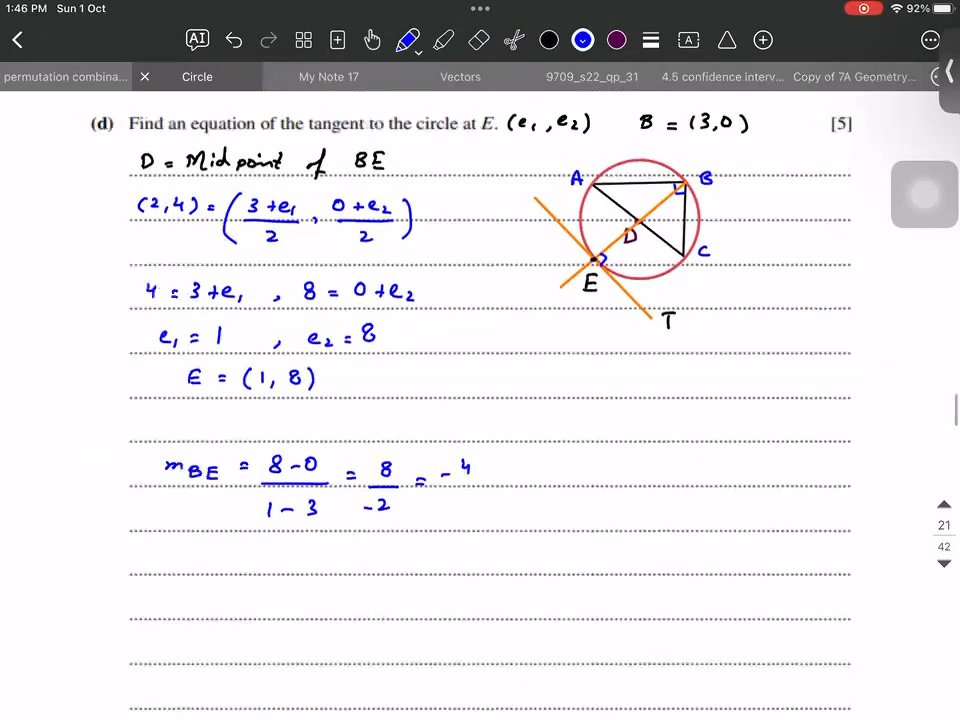 1:46 PM Sun 1 Oct
92%
AI
A
permutation combina...
Circle
My Note 17
Vectors
9709_s22_qp_31
4.5 confidence interv...
Copy of 7A Geometry...
(d) Find an equation of the tangent to the circle at E. (e₁, e₂) B = (3,0) [5]
D = Midpoint of BE
(2,4) = ( (3+e₁)/2 , (0+e₂)/2 )
4 = 3+e₁ , 8 = 0+e₂
e₁ = 1 , e₂ = 8
E = (1, 8)
m BE = (8-0)/(1-3) = 8/-2 = -4
A
B
D
C
E
T
21
42